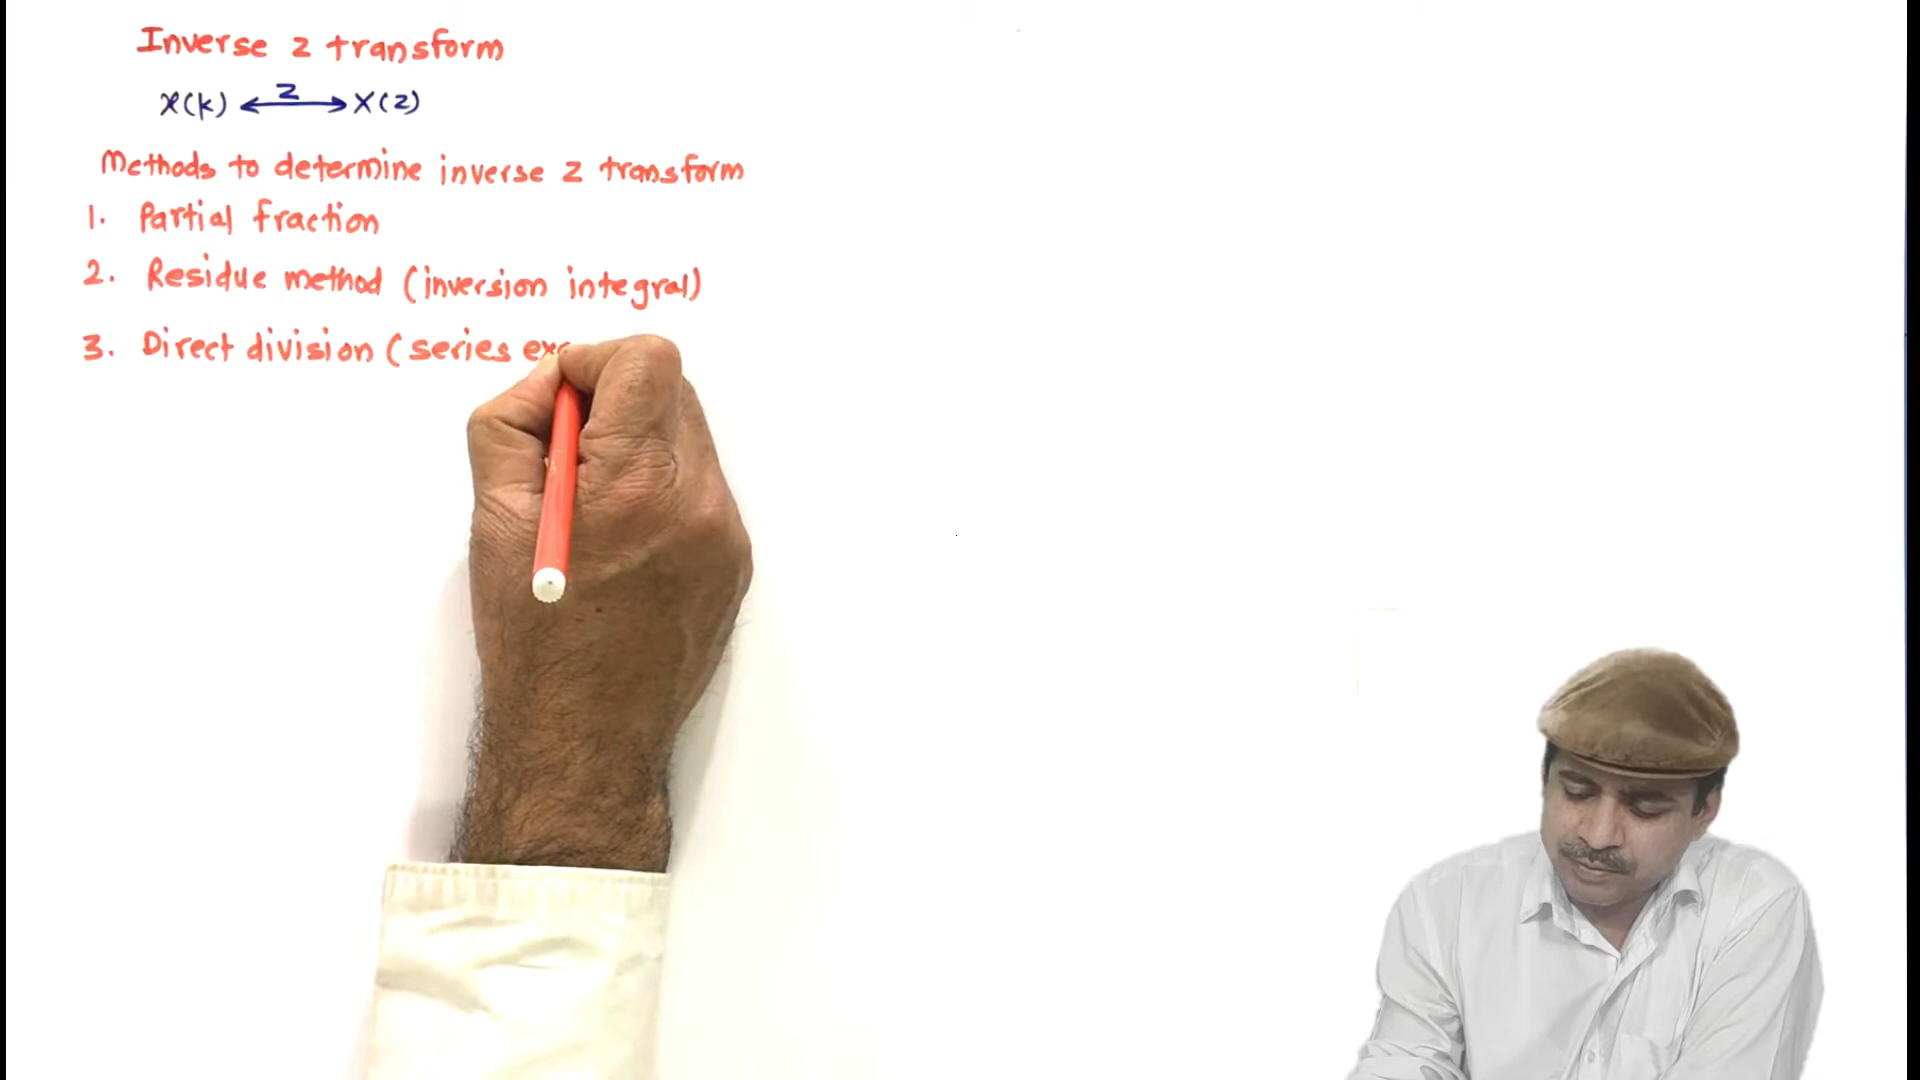 Inverse z transform
x(k) ⟷ X(z)
z
Methods to determine inverse z transform
1. Partial fraction
2. Residue method (inversion integral)
3. Direct division (series